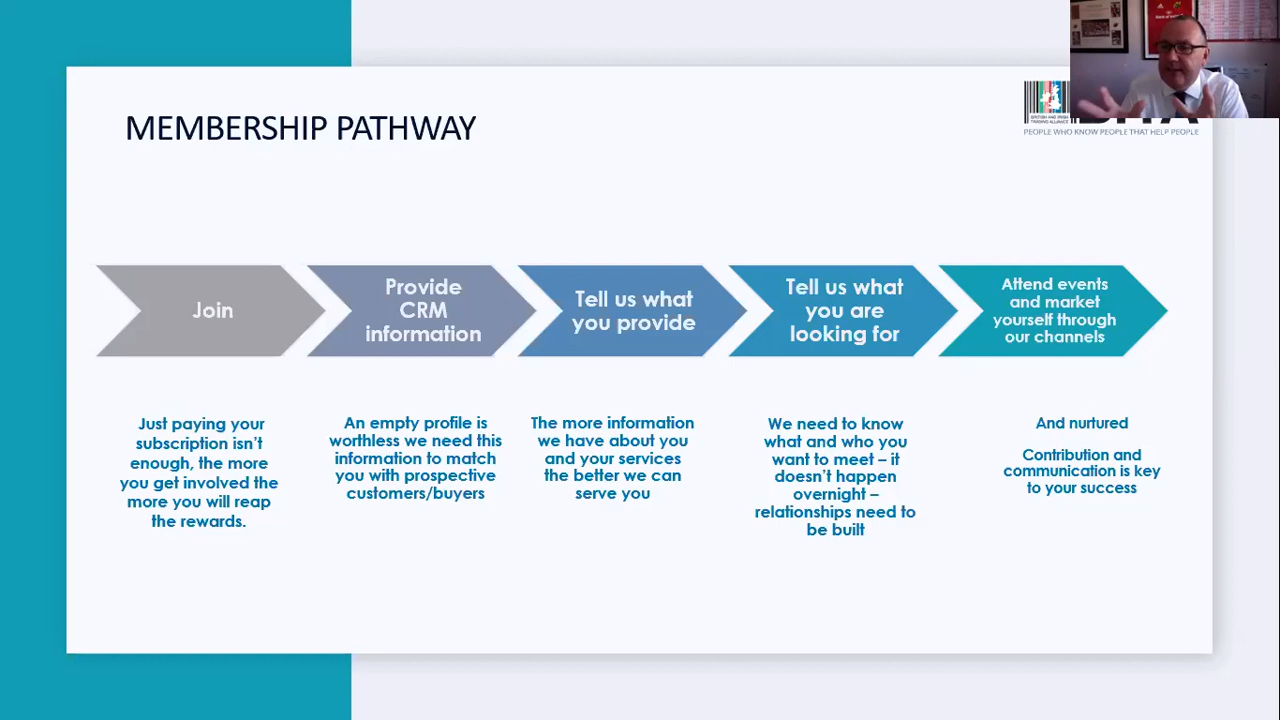 MEMBERSHIP PATHWAY
BRITISH AND IRISH
TRADING ALLIANCE
PEOPLE WHO KNOW PEOPLE THAT HELP PEOPLE
Join
Provide
CRM
information
Tell us what
you provide
Tell us what
you are
looking for
Attend events
and market
yourself through
our channels
Just paying your
subscription isn't
enough, the more
you get involved the
more you will reap
the rewards.
An empty profile is
worthless we need this
information to match
you with prospective
customers/buyers
The more information
we have about you
and your services
the better we can
serve you
We need to know
what and who you
want to meet – it
doesn't happen
overnight –
relationships need to
be built
And nurtured
Contribution and
communication is key
to your success